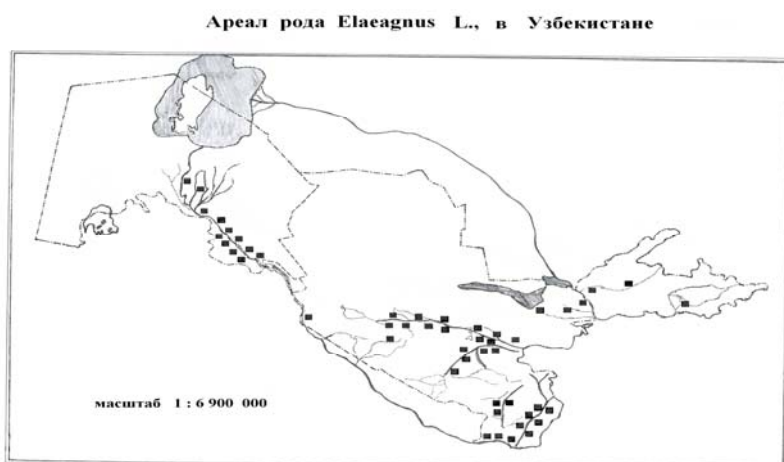 Ареал рода Elaeagnus L., в Узбекистане
масштаб 1 : 6 900 000